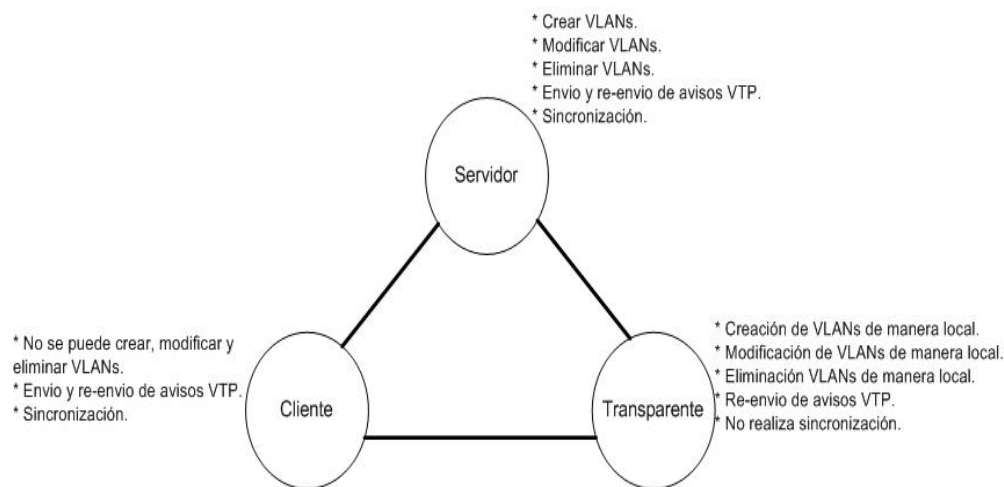 * Crear VLANs.
* Modificar VLANs.
* Eliminar VLANs.
* Envio y re-envio de avisos VTP.
* Sincronización.
Servidor
* No se puede crear, modificar y
eliminar VLANs.
* Envio y re-envio de avisos VTP.
* Sincronización.
Cliente
Transparente
* Creación de VLANs de manera local.
* Modificación de VLANs de manera local.
* Eliminación VLANs de manera local.
* Re-envio de avisos VTP.
* No realiza sincronización.